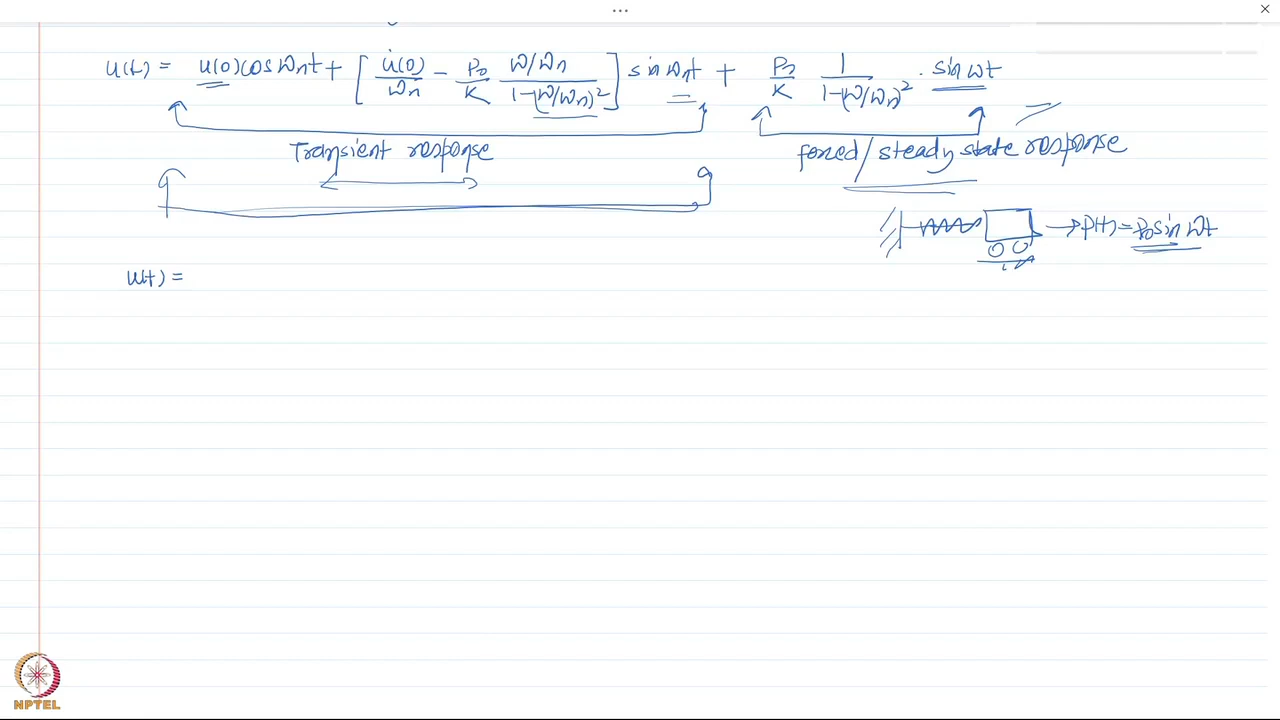 u(t) = u(0) cos ωnt + [ u̇(0)/ωn − P0/K (ω/ωn)/(1−(ω/ωn)²) ] sin ωnt + P0/K 1/(1−(ω/ωn)²) · sin ωt
Transient response
forced/steady state response
P(t) = P0 sin ωt
u(t) =
NPTEL